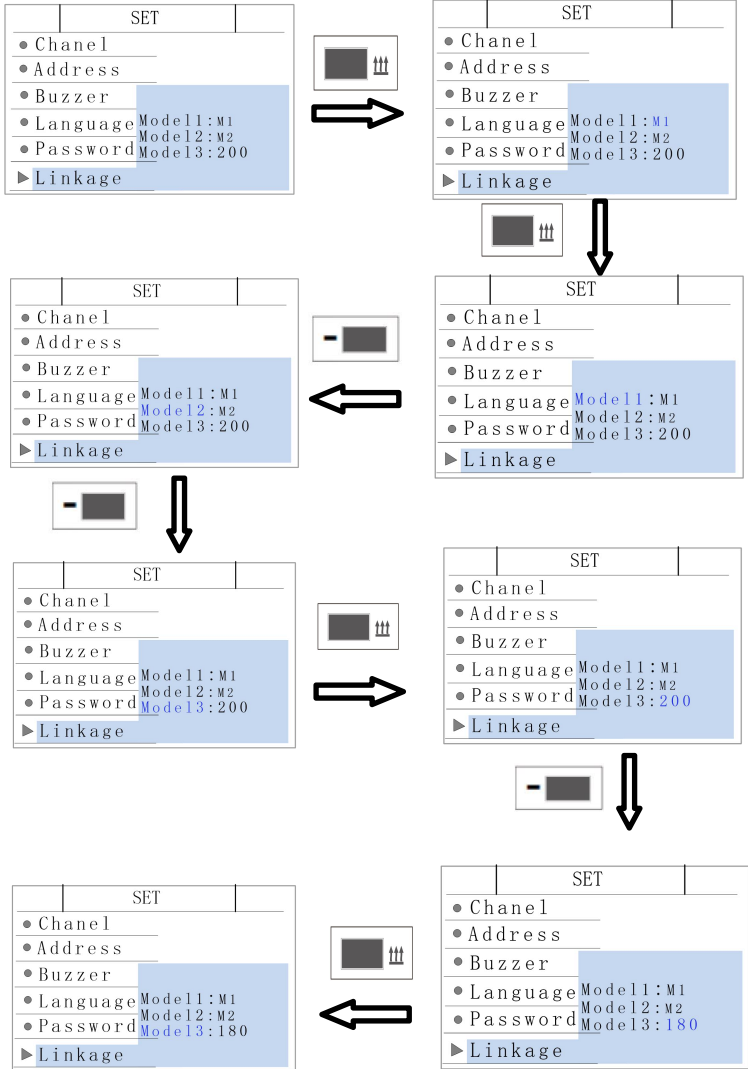 SET
Chanel
Address
Buzzer
Language Model1:M1
Model2:M2
Password Model3:200
Linkage
SET
Chanel
Address
Buzzer
Language Model1:M1
Model2:M2
Password Model3:200
Linkage
SET
Chanel
Address
Buzzer
Language Model1:M1
Model2:M2
Password Model3:200
Linkage
-
SET
Chanel
Address
Buzzer
Language Model1:M1
Model2:M2
Password Model3:200
Linkage
-
SET
Chanel
Address
Buzzer
Language Model1:M1
Model2:M2
Password Model3:200
Linkage
SET
Chanel
Address
Buzzer
Language Model1:M1
Model2:M2
Password Model3:200
Linkage
-
SET
Chanel
Address
Buzzer
Language Model1:M1
Model2:M2
Password Model3:180
Linkage
SET
Chanel
Address
Buzzer
Language Model1:M1
Model2:M2
Password Model3:180
Linkage